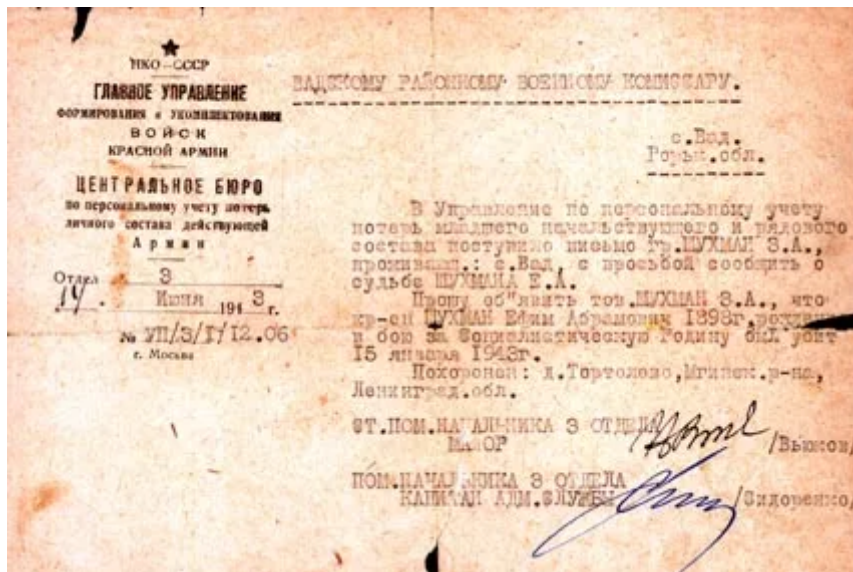 НКО-СССР
ГЛАВНОЕ УПРАВЛЕНИЕ
ФОРМИРОВАНИЯ и УКОМПЛЕКТОВАНИЯ
ВОЙСК
КРАСНОЙ АРМИИ
ЦЕНТРАЛЬНОЕ БЮРО
по персональному учету потерь
личного состава действующей
Армии
Отдел 3
14. Июня 1943 г.
№ УП/3/I/12.06
г. Москва
ВАДСКОМУ РАЙОННОМУ ВОЕННОМУ КОМИССАРУ.
с.Вад.
Горьк.обл.
В Управление по персональному учету
потерь младшего начальствующего и рядового
состава поступило письмо гр.ШУХМАН З.А.,
прожива: с.Вад, с просьбой сообщить о
судьбе ШУХМАНА Е.А.
Прошу об"явить тов.ШУХМАН З.А., что
кр-ец ШУХМАН Ефим Абрамович 1898г.рождения
в бою за Социалистическую Родину был убит
15 января 1943г.
Похоронен: д.Тортолово,Мгинск.р-на,
Ленинград.обл.
СТ.ПОМ.НАЧАЛЬНИКА 3 ОТДЕЛА
МАЙОР
ПОМ.НАЧАЛЬНИКА 3 ОТДЕЛА
КАПИТАН АДМ.СЛУЖБЫ /Сидоренко/